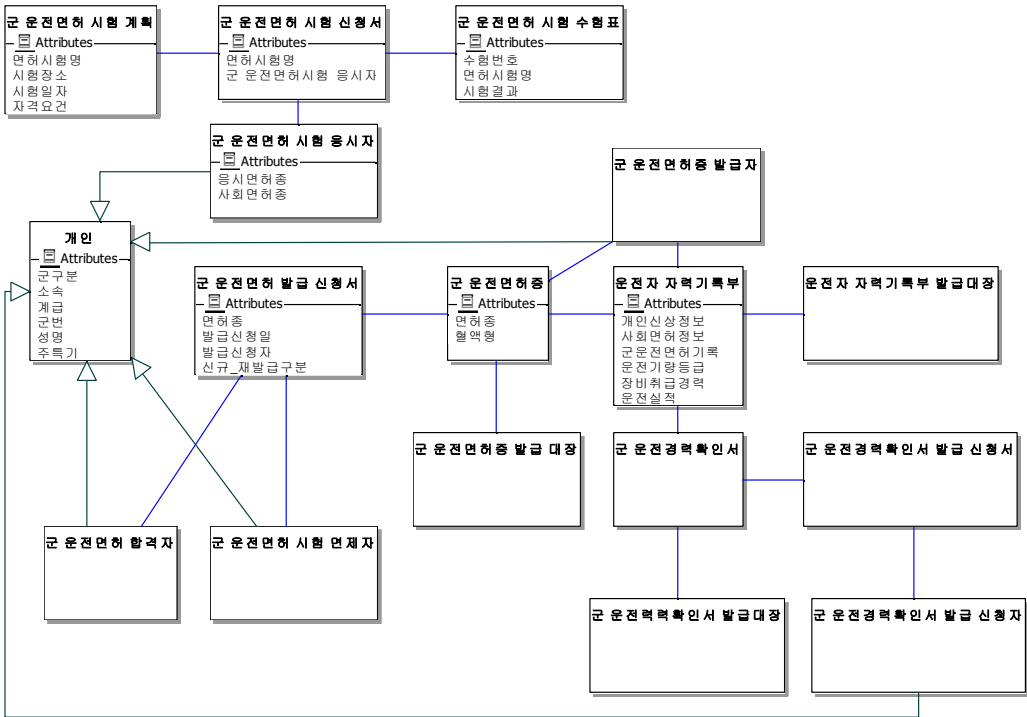 군 운전면허 시험 계획
Attributes
면허시험명
시험장소
시험일자
자격요건
군 운전면허 시험 신청서
Attributes
면허시험명
군 운전면허시험 응시자
군 운전면허 시험 수험표
Attributes
수험번호
면허시험명
시험결과
군 운전면허 시험 응시자
Attributes
응시면허종
사회면허종
군 운전면허증 발급자
개인
Attributes
군구분
소속
계급
군번
성명
주특기
군 운전면허 발급 신청서
Attributes
면허종
발급신청일
발급신청자
신규_재발급구분
군 운전면허증
Attributes
면허종
혈액형
운전자 자력기록부
Attributes
개인신상정보
사회면허정보
군운전면허기록
운전기량등급
장비취급경력
운전실적
운전자 자력기록부 발급대장
군 운전면허증 발급 대장
군 운전경력확인서
군 운전경력확인서 발급 신청서
군 운전면허 합격자
군 운전면허 시험 면제자
군 운전력력확인서 발급대장
군 운전경력확인서 발급 신청자